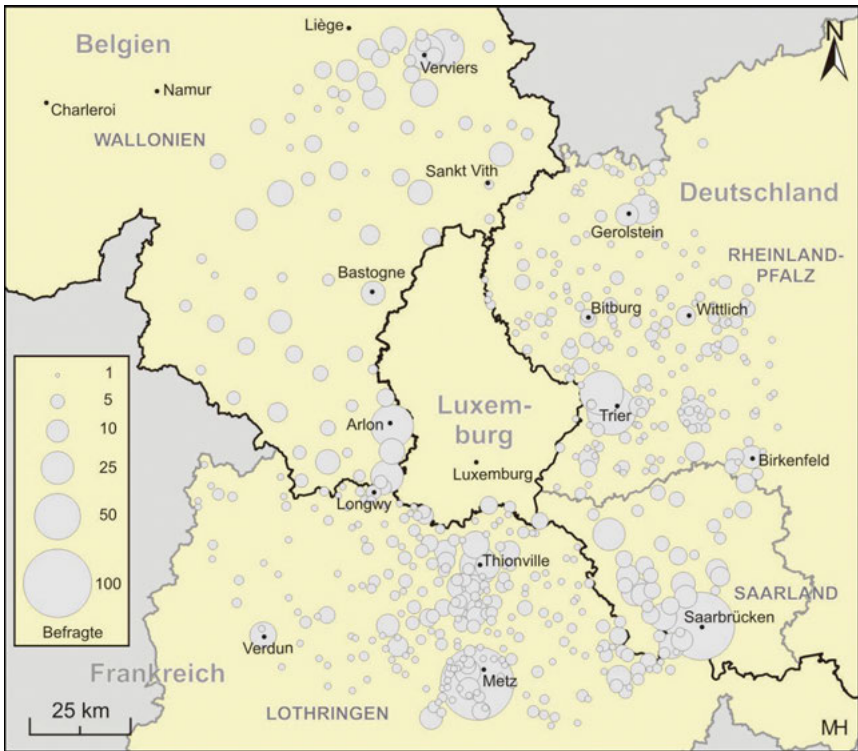 Liège
N
Belgien
Verviers
Namur
Charleroi
WALLONIEN
Sankt Vith
Deutschland
Gerolstein
RHEINLAND-
PFALZ
Bastogne
Bitburg
Wittlich
1
5
10
25
50
100
Befragte
Luxem-
burg
Arlon
Trier
Luxemburg
Birkenfeld
Longwy
Thionville
SAARLAND
Saarbrücken
Verdun
Frankreich
Metz
25 km
LOTHRINGEN
MH